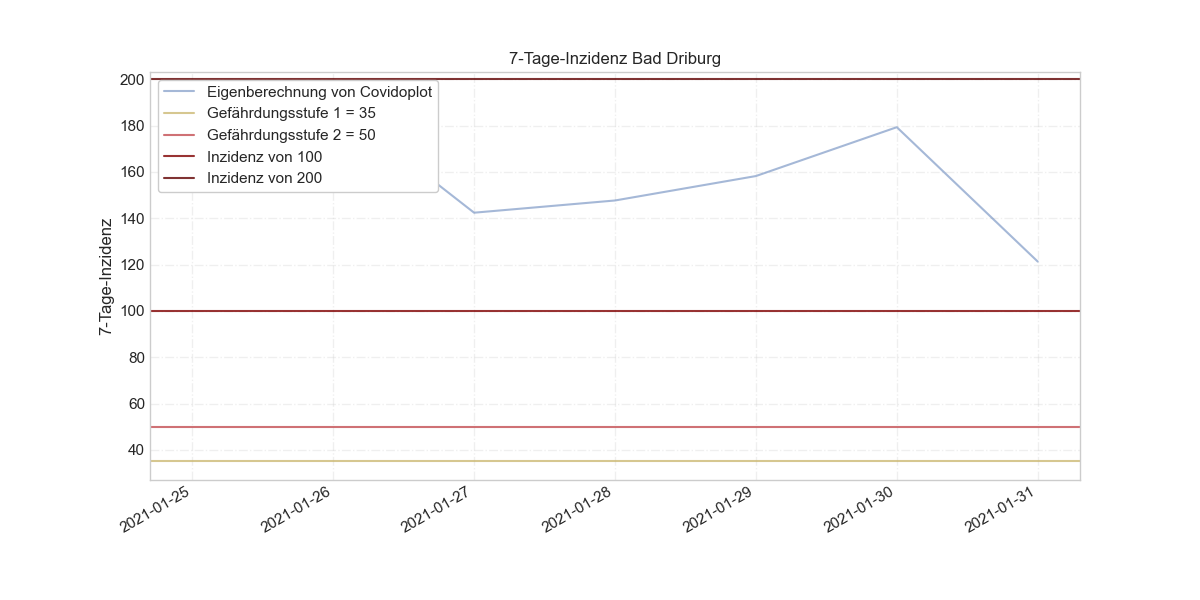 7-Tage-Inzidenz Bad Driburg
Eigenberechnung von Covidoplot
Gefährdungsstufe 1 = 35
Gefährdungsstufe 2 = 50
Inzidenz von 100
Inzidenz von 200
7-Tage-Inzidenz
200
180
160
140
120
100
80
60
40
2021-01-25
2021-01-26
2021-01-27
2021-01-28
2021-01-29
2021-01-30
2021-01-31